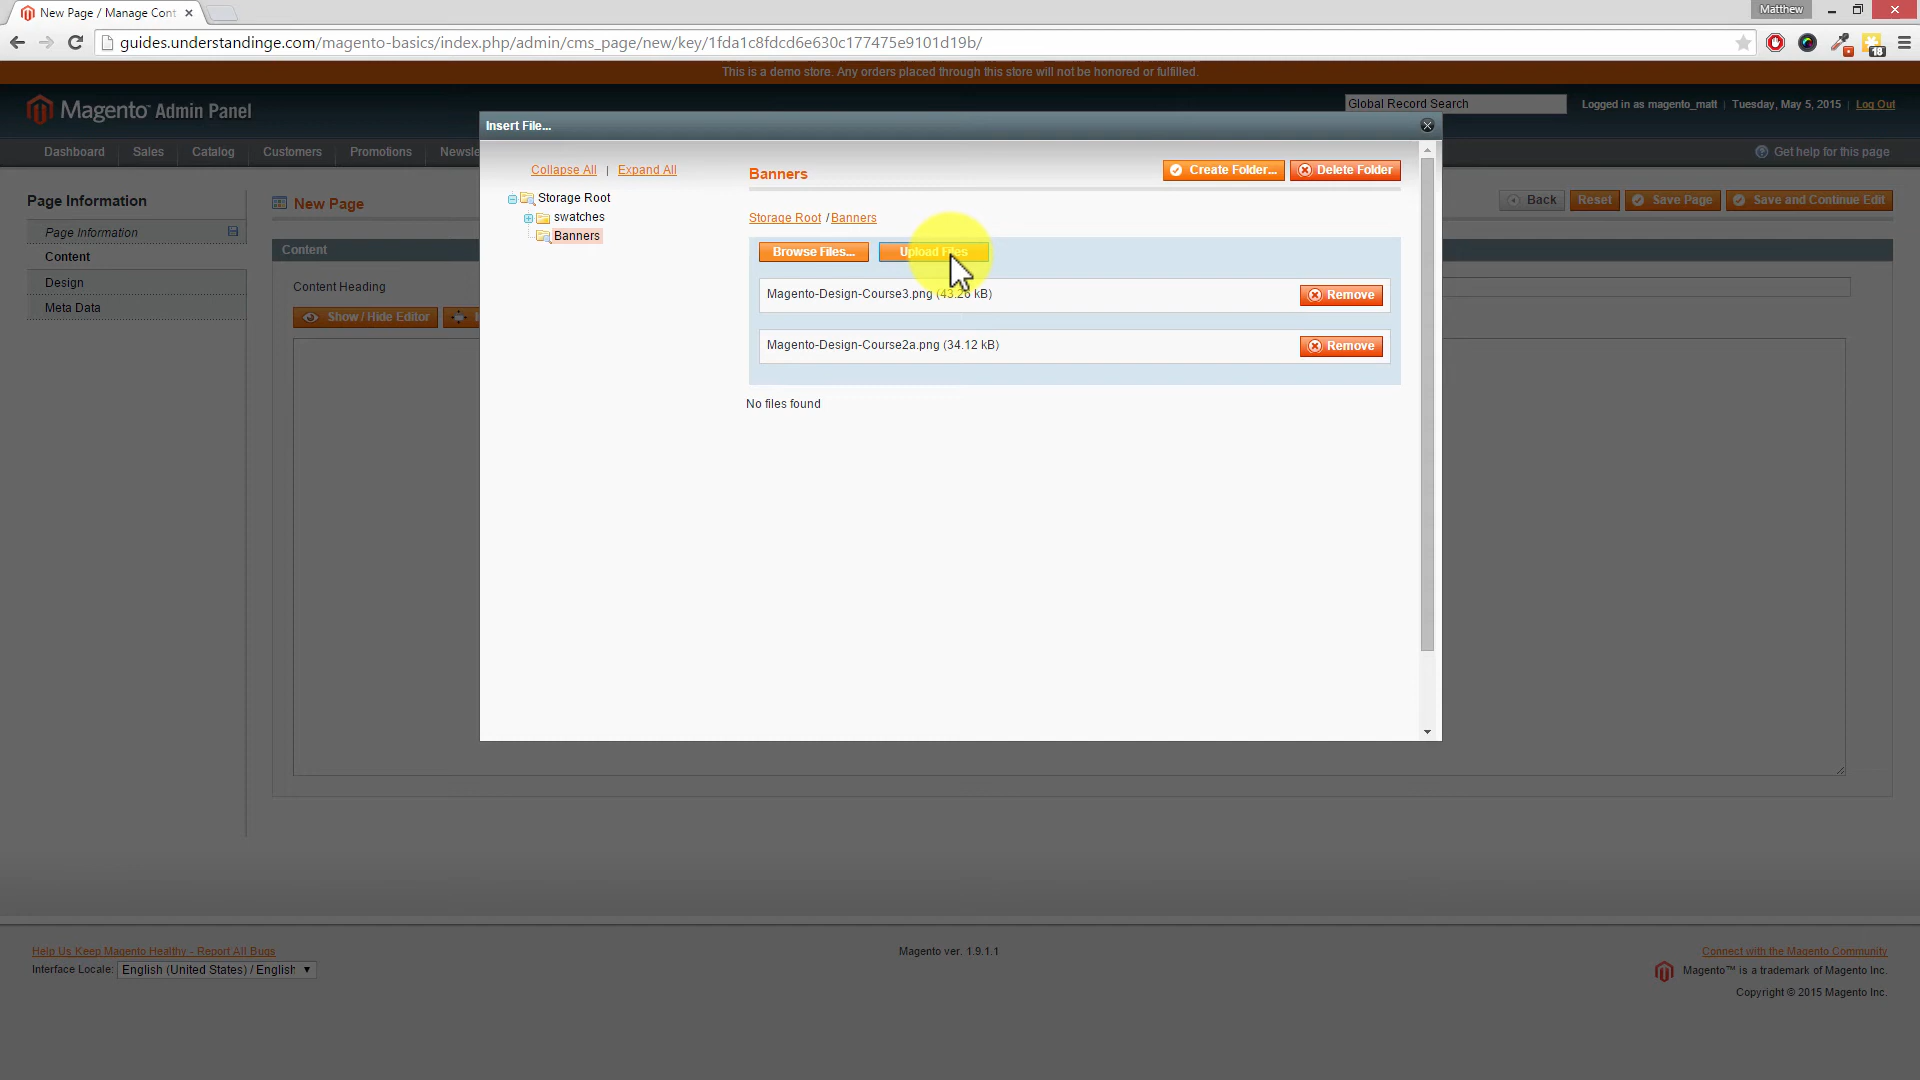 New Page / Manage Cont
Matthew
guides.understandinge.com/magento-basics/index.php/admin/cms_page/new/key/1fda1c8fdcd6e630c177475e9101d19b/
18
This is a demo store. Any orders placed through this store will not be honored or fulfilled.
Magento™ Admin Panel
Global Record Search
Logged in as magento_matt | Tuesday, May 5, 2015 | Log Out
Dashboard Sales Catalog Customers Promotions Newsle
Get help for this page
Insert File...
Collapse All | Expand All
Storage Root
swatches
Banners
Banners
Create Folder...
Delete Folder
Storage Root / Banners
Browse Files...
Upload Files
Magento-Design-Course3.png (43.26 kB)
Remove
Magento-Design-Course2a.png (34.12 kB)
Remove
No files found
Page Information
Page Information
Content
Design
Meta Data
New Page
Back
Reset
Save Page
Save and Continue Edit
Content
Content Heading
Show / Hide Editor
Help Us Keep Magento Healthy - Report All Bugs
Interface Locale: English (United States) / English
Magento ver. 1.9.1.1
Connect with the Magento Community
Magento™ is a trademark of Magento Inc.
Copyright © 2015 Magento Inc.